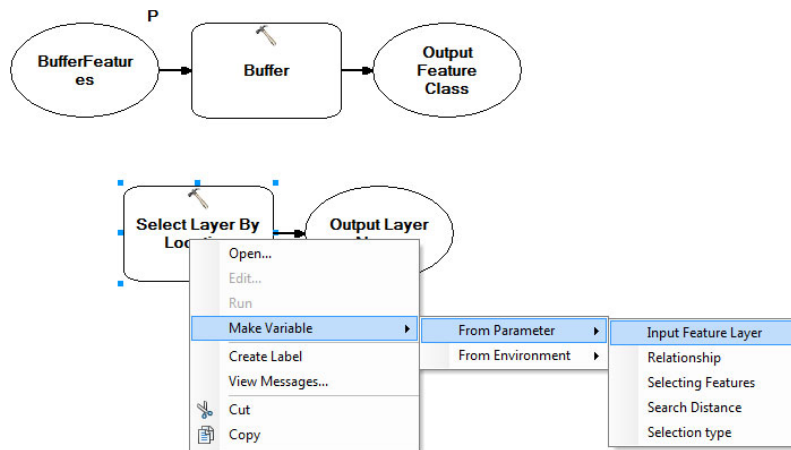 P
BufferFeatur
es
Buffer
Output
Feature
Class
Select Layer By
Output Layer
Open...
Edit...
Run
Make Variable
Create Label
View Messages...
Cut
Copy
From Parameter
From Environment
Input Feature Layer
Relationship
Selecting Features
Search Distance
Selection type